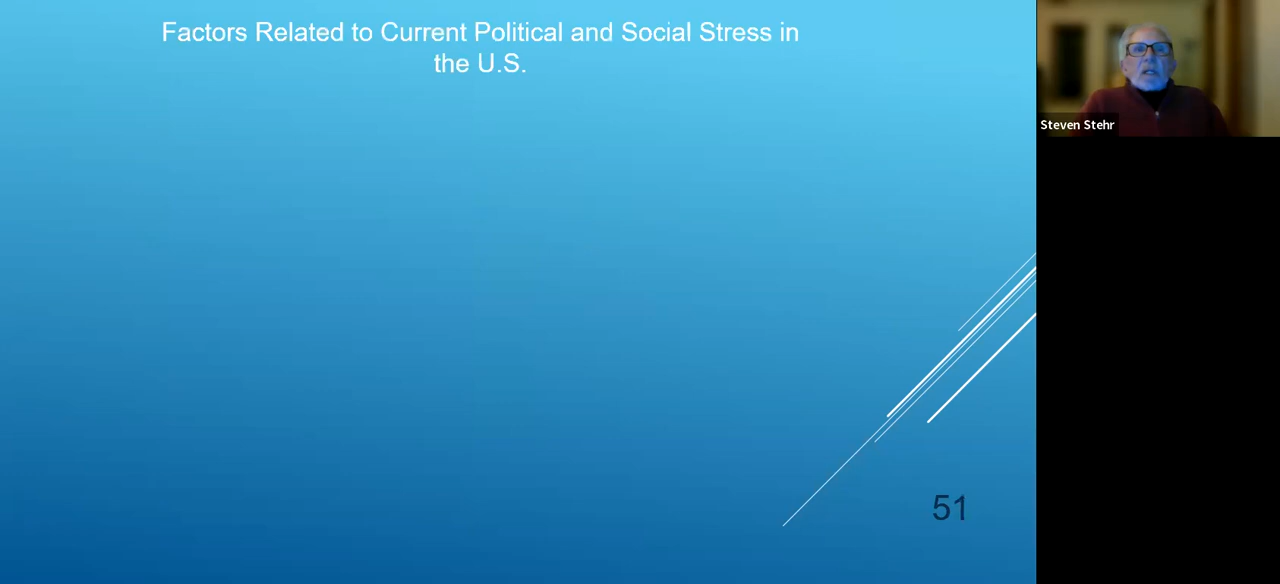 Factors Related to Current Political and Social Stress in
the U.S.
Steven Stehr
51